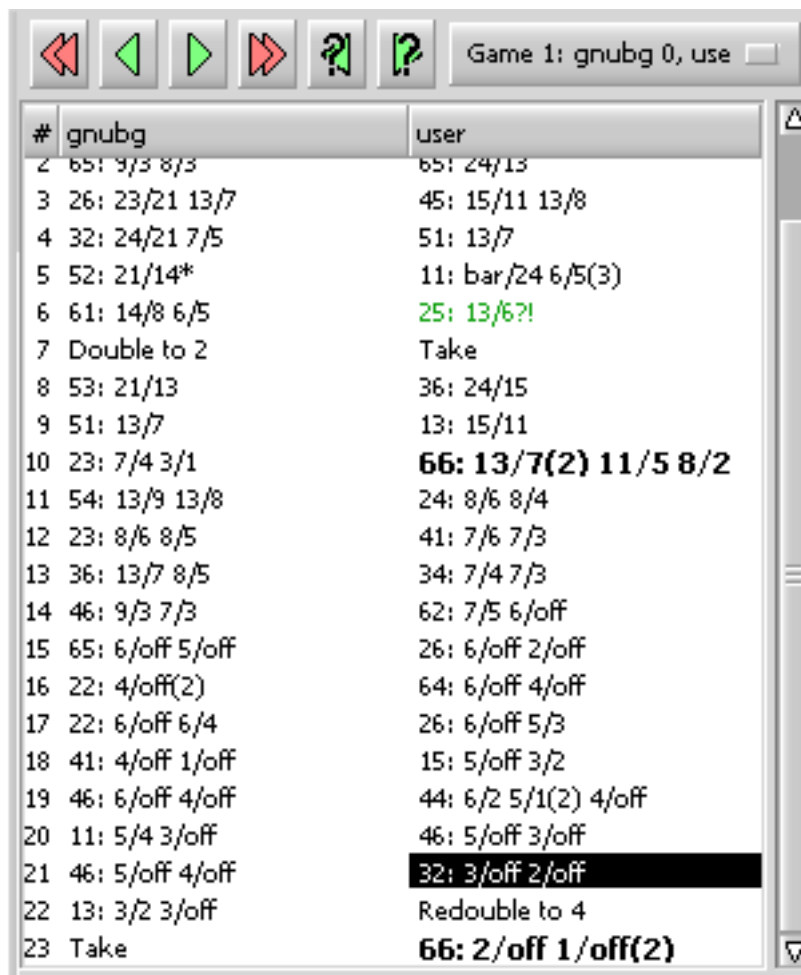 Game 1: gnubg 0, use
# gnubg user
2 65: 9/3 8/3 65: 24/13
3 26: 23/21 13/7 45: 15/11 13/8
4 32: 24/21 7/5 51: 13/7
5 52: 21/14* 11: bar/24 6/5(3)
6 61: 14/8 6/5 25: 13/6?!
7 Double to 2 Take
8 53: 21/13 36: 24/15
9 51: 13/7 13: 15/11
10 23: 7/4 3/1 66: 13/7(2) 11/5 8/2
11 54: 13/9 13/8 24: 8/6 8/4
12 23: 8/6 8/5 41: 7/6 7/3
13 36: 13/7 8/5 34: 7/4 7/3
14 46: 9/3 7/3 62: 7/5 6/off
15 65: 6/off 5/off 26: 6/off 2/off
16 22: 4/off(2) 64: 6/off 4/off
17 22: 6/off 6/4 26: 6/off 5/3
18 41: 4/off 1/off 15: 5/off 3/2
19 46: 6/off 4/off 44: 6/2 5/1(2) 4/off
20 11: 5/4 3/off 46: 5/off 3/off
21 46: 5/off 4/off 32: 3/off 2/off
22 13: 3/2 3/off Redouble to 4
23 Take 66: 2/off 1/off(2)